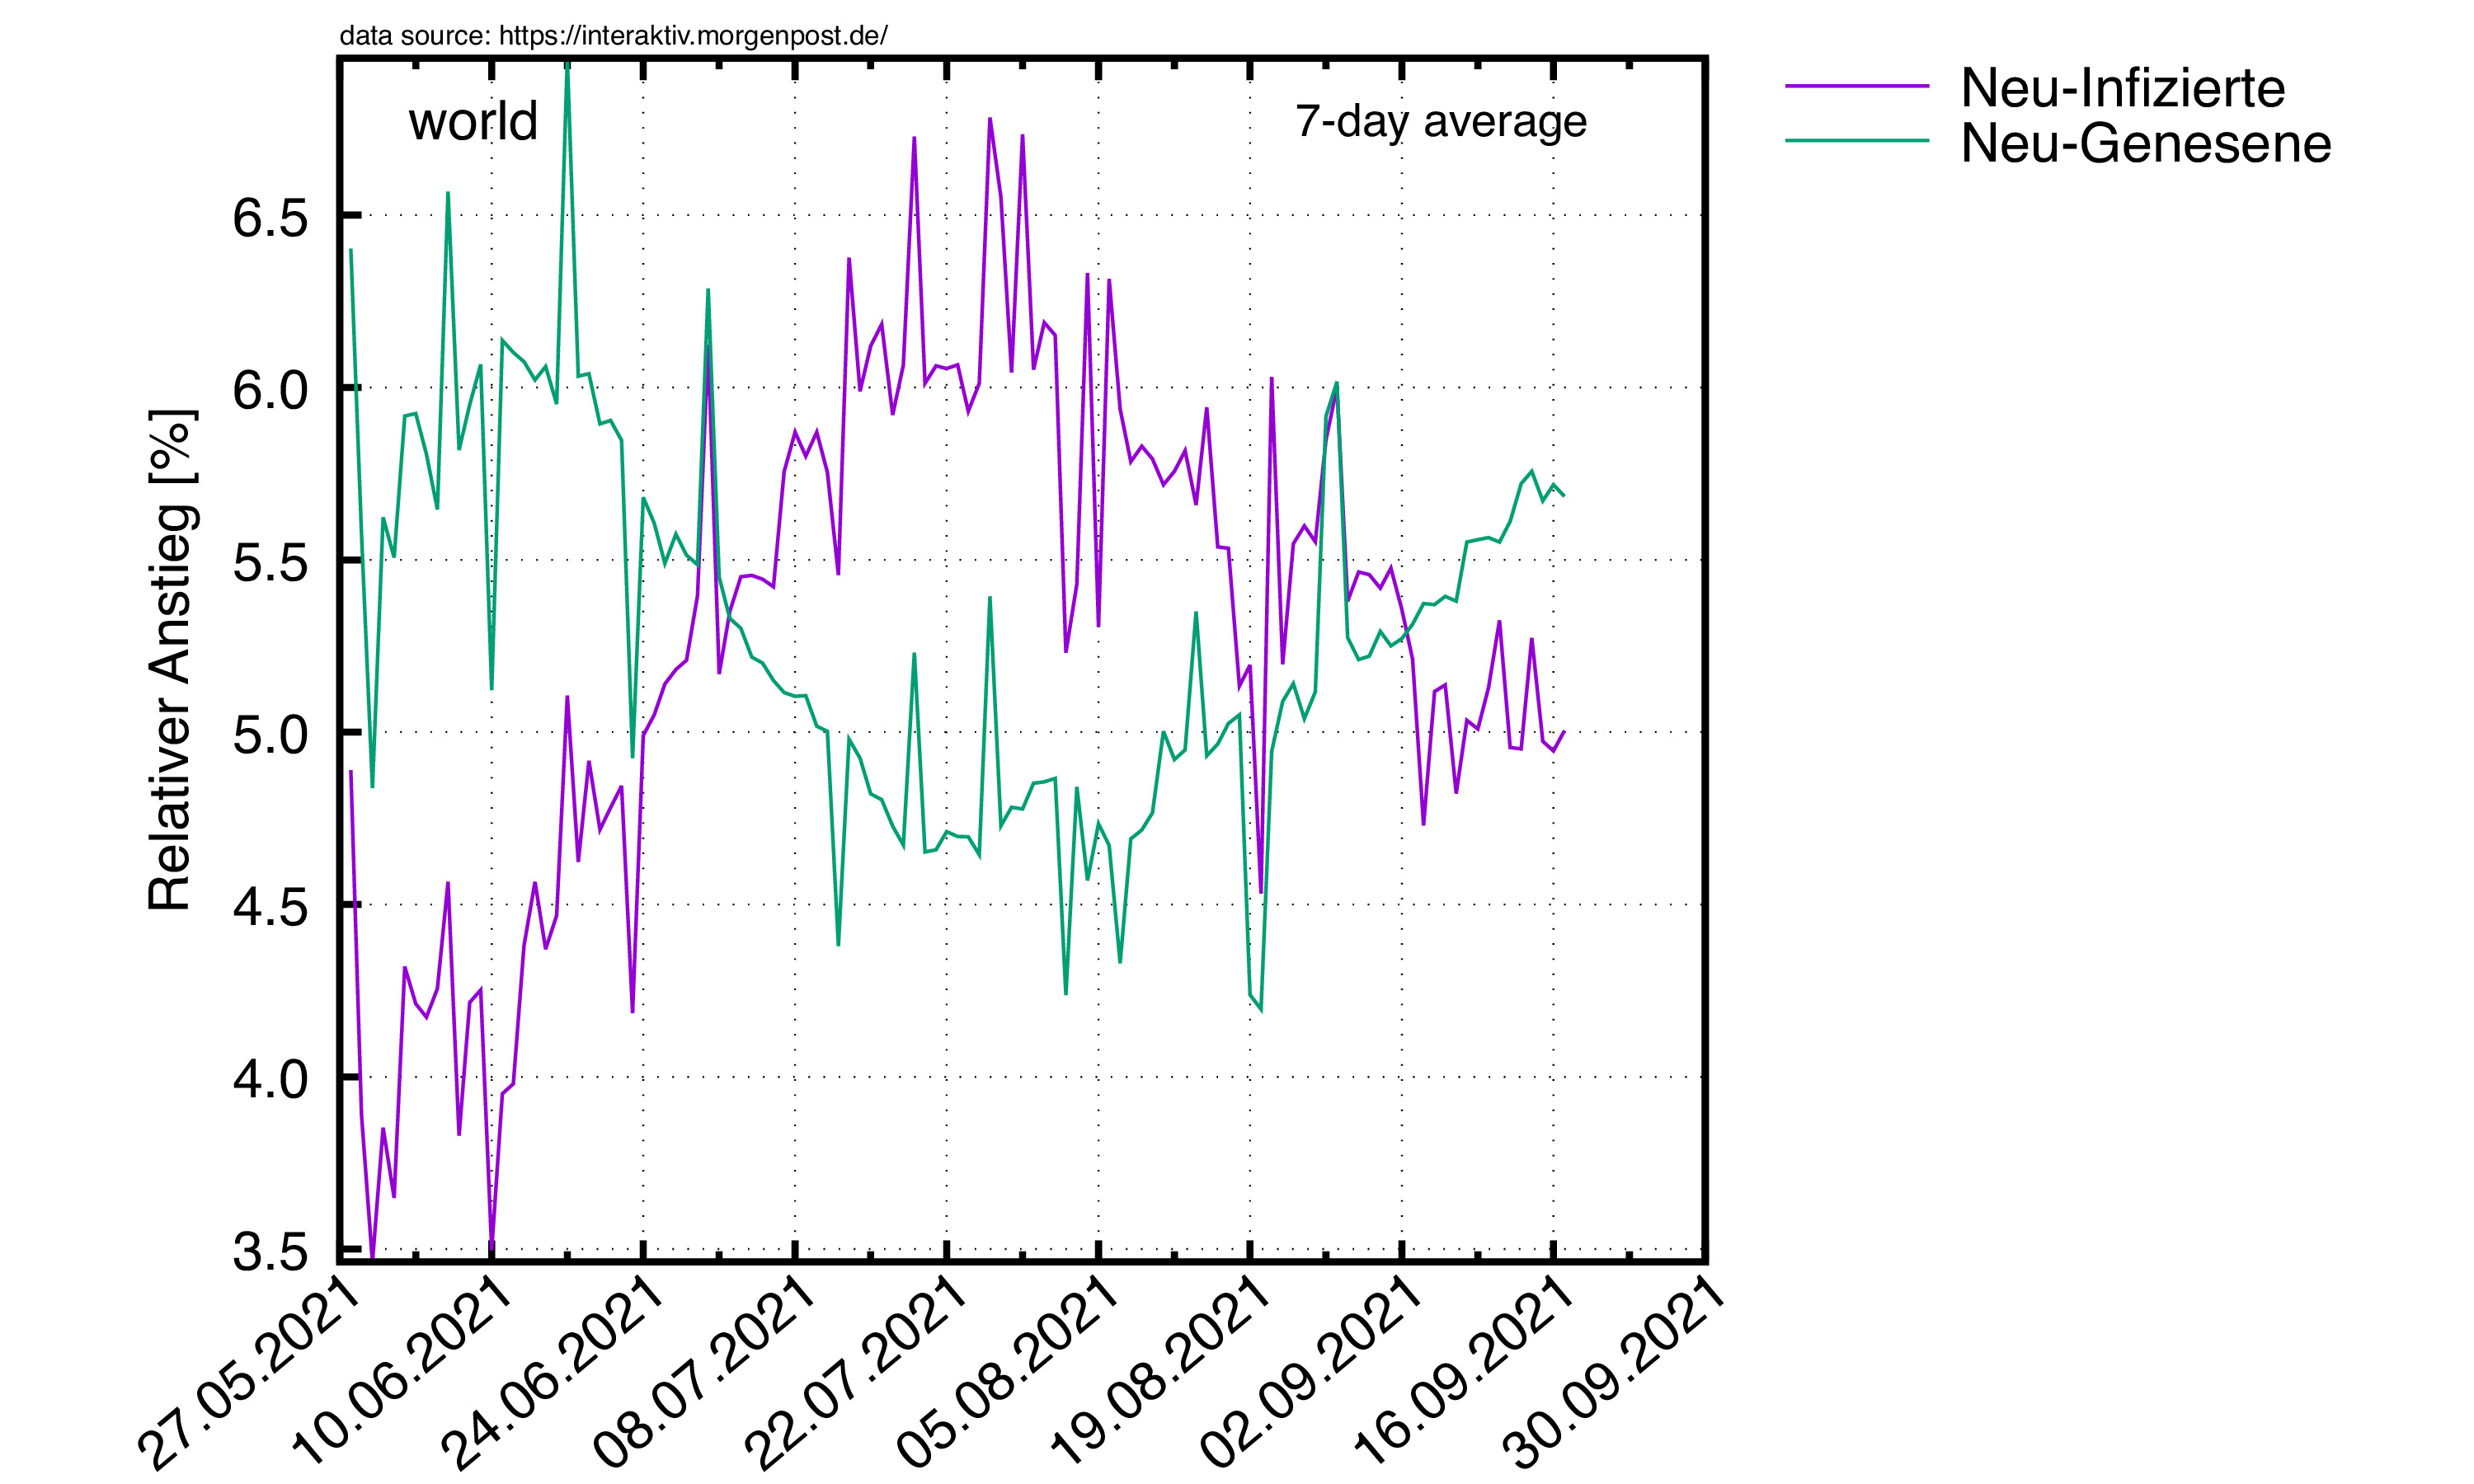 data source: https://interaktiv.morgenpost.de/
world
7-day average
Neu-Infizierte
Neu-Genesene
Relativer Anstieg [%]
6.5
6.0
5.5
5.0
4.5
4.0
3.5
27.05.2021
10.06.2021
24.06.2021
08.07.2021
22.07.2021
05.08.2021
19.08.2021
02.09.2021
16.09.2021
30.09.2021